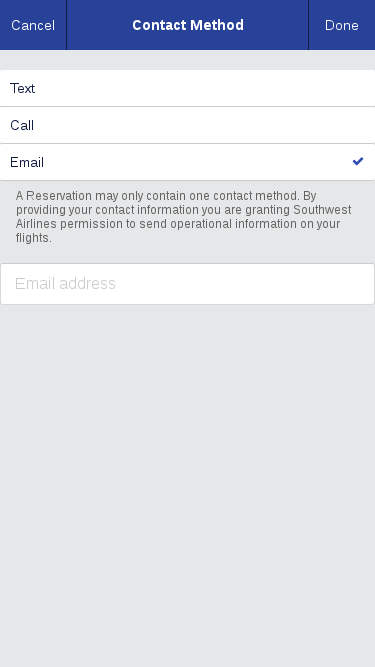 Cancel
Contact Method
Done
Text
Call
Email
A Reservation may only contain one contact method. By
providing your contact information you are granting Southwest
Airlines permission to send operational information on your
flights.
Email address